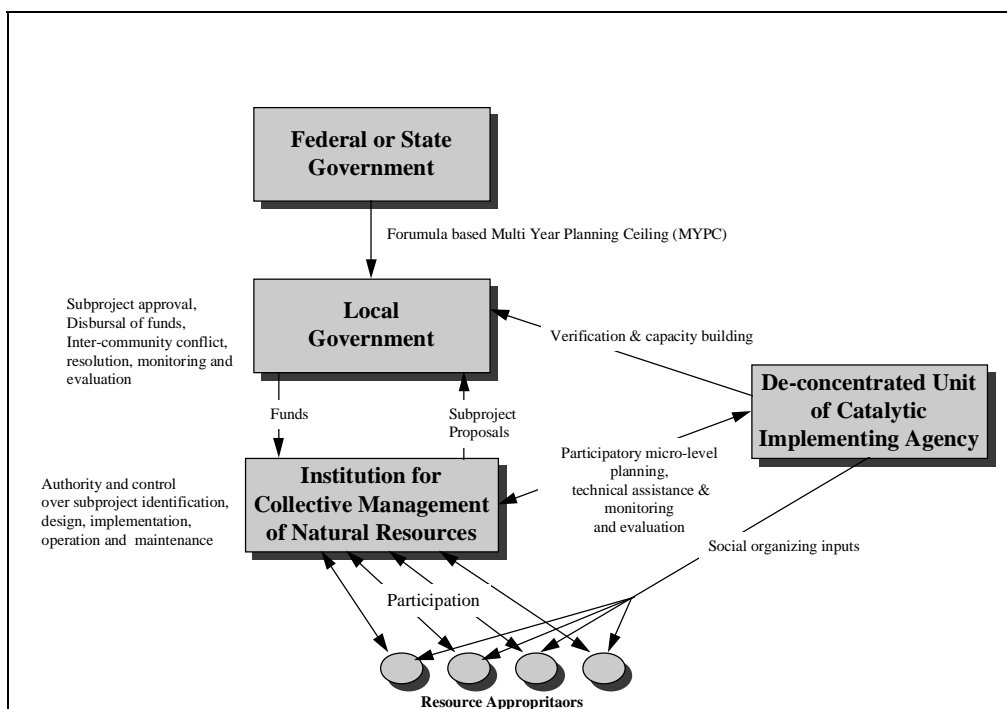 Federal or State
Government
Forumula based Multi Year Planning Ceiling (MYPC)
Subproject approval,
Disbursal of funds,
Inter-community conflict,
resolution, monitoring and
evaluation
Local
Government
Verification & capacity building
De-concentrated Unit
of Catalytic
Implementing Agency
Funds
Subproject
Proposals
Participatory micro-level
planning,
technical assistance &
monitoring
and evaluation
Authority and control
over subproject identification,
design, implementation,
operation and maintenance
Institution for
Collective Management
of Natural Resources
Social organizing inputs
Participation
Resource Appropritaors